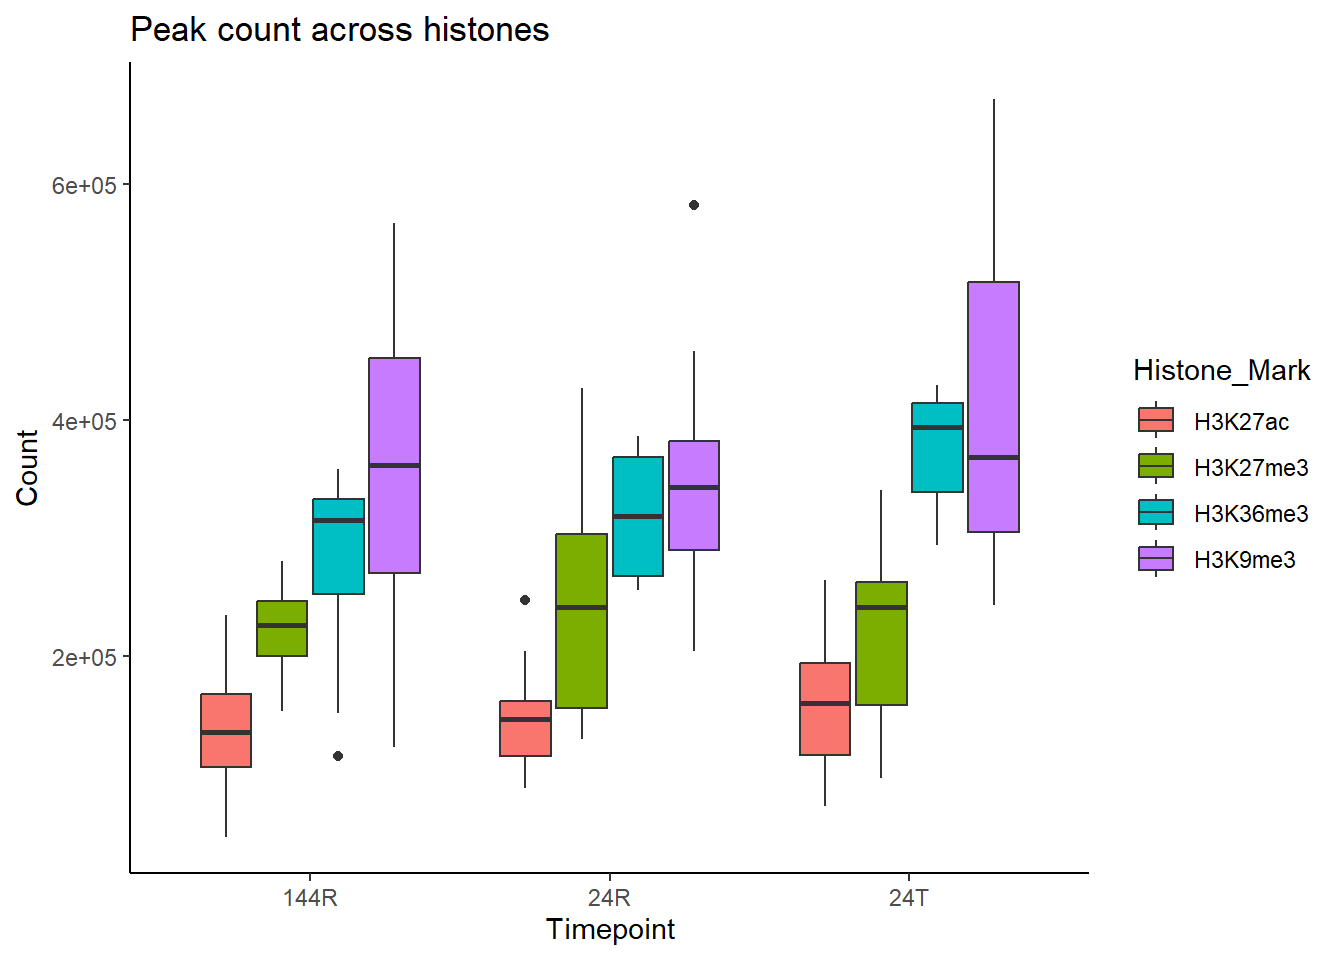 Peak count across histones
Count
6e+05
4e+05
2e+05
144R
24R
24T
Timepoint
Histone_Mark
H3K27ac
H3K27me3
H3K36me3
H3K9me3